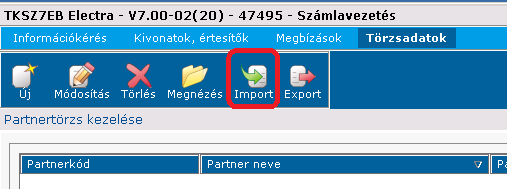 TKSZ7EB Electra - V7.00-02(20) - 47495 - Számlavezetés
Információkérés Kivonatok, értesítők Megbízások Törzsadatok
Új Módosítás Törlés Megnézés Import Export
Partnertörzs kezelése
Partnerkód Partner neve